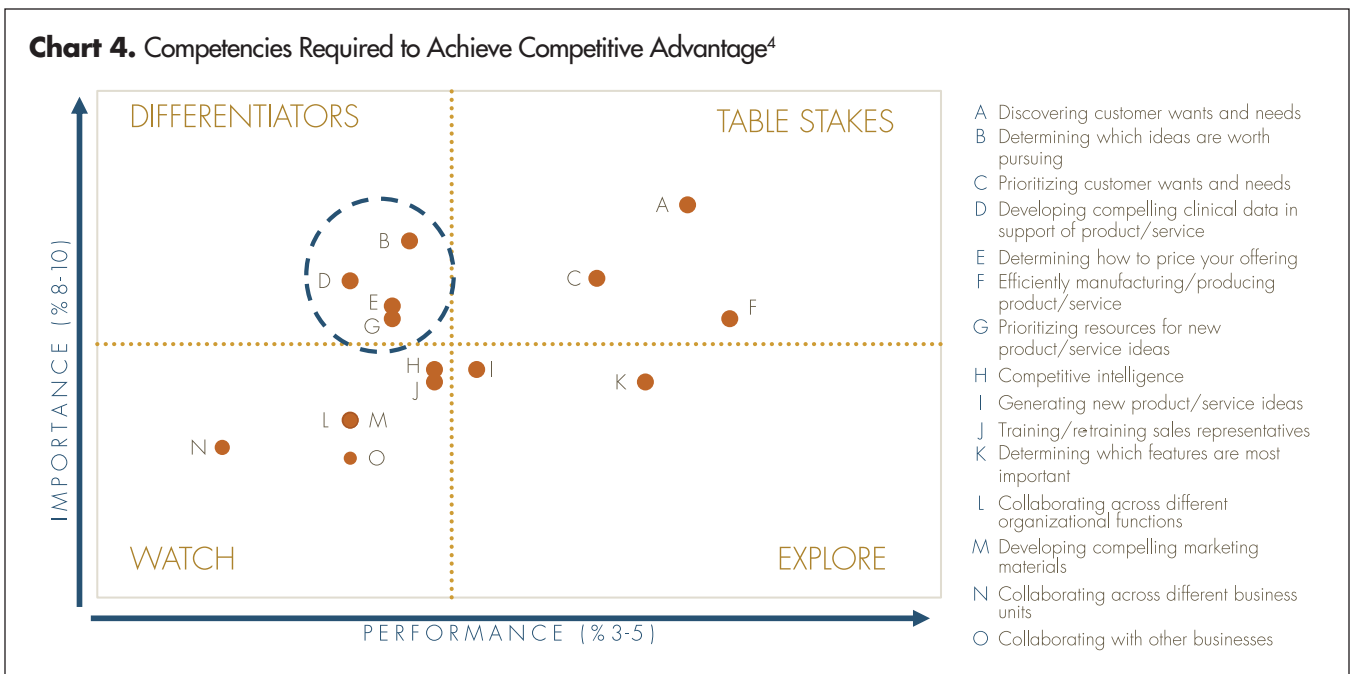 Chart 4. Competencies Required to Achieve Competitive Advantage4
DIFFERENTIATORS
TABLE STAKES
A
B
C
D
E
F
G
H
I
J
K
L
M
N
O
WATCH
EXPLORE
IMPORTANCE (%8-10)
PERFORMANCE (%3-5)
A Discovering customer wants and needs
B Determining which ideas are worth
pursuing
C Prioritizing customer wants and needs
D Developing compelling clinical data in
support of product/service
E Determining how to price your offering
F Efficiently manufacturing/producing
product/service
G Prioritizing resources for new
product/service ideas
H Competitive intelligence
I Generating new product/service ideas
J Training/re-training sales representatives
K Determining which features are most
important
L Collaborating across different
organizational functions
M Developing compelling marketing
materials
N Collaborating across different business
units
O Collaborating with other businesses